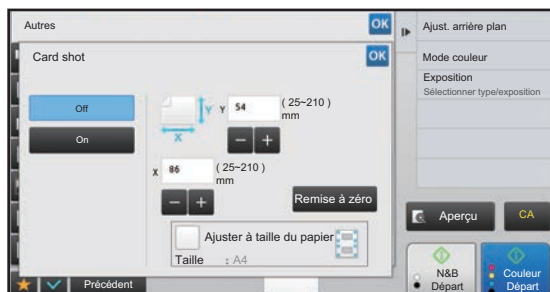 Autres
OK
Card shot
OK
Off
On
Y
Y
54
( 25~210 )
mm
X
X
86
( 25~210 )
mm
Remise à zéro
Ajuster à taille du papier
Taille : A4
Précédent
Ajust. arrière plan
Mode couleur
Exposition
Sélectionner type/exposition
Aperçu
CA
N&B
Départ
Couleur
Départ